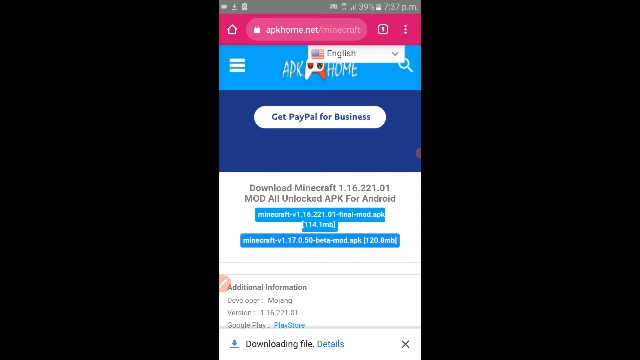 39% 7:37 p.m.
apkhome.net/minecraft
English
APK HOME
Get PayPal for Business
Download Minecraft 1.16.221.01
MOD All Unlocked APK For Android
minecraft-v1.16.221.01-final-mod.apk
[114.1mb]
minecraft-v1.17.0.50-beta-mod.apk [120.8mb]
Additional Information
Developer : Mojang
Version : 1.16.221.01
Google Play : PlayStore
Downloading file. Details